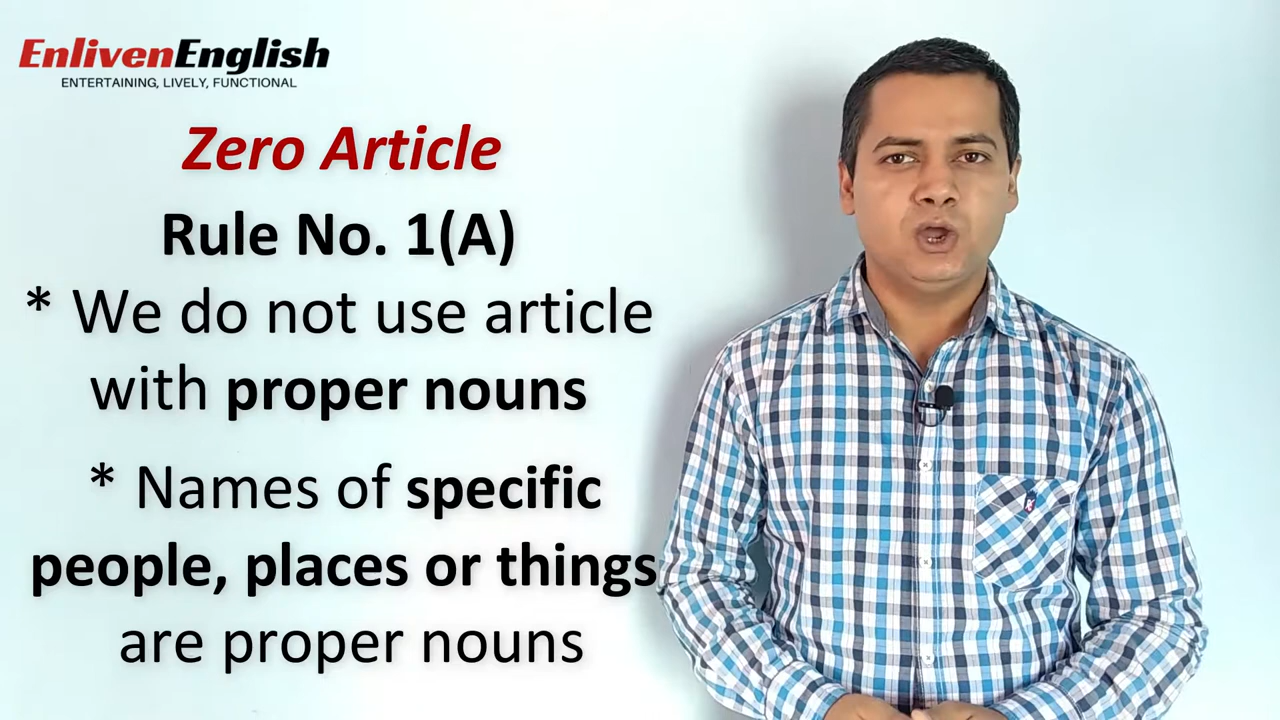 EnlivenEnglish
ENTERTAINING, LIVELY, FUNCTIONAL
Zero Article
Rule No. 1(A)
* We do not use article
with proper nouns
* Names of specific
people, places or things
are proper nouns